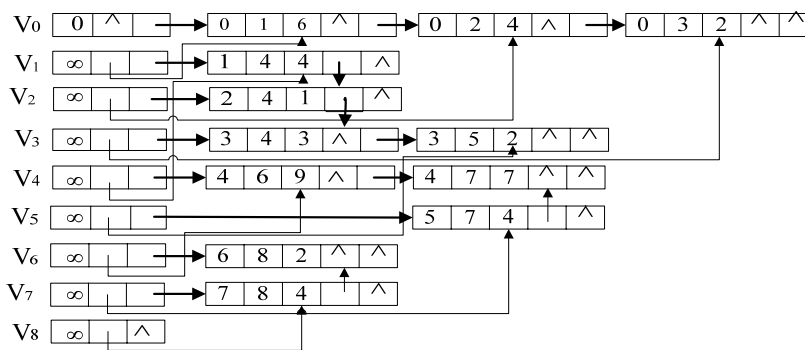 V0 0 ^ 0 1 6 ^ 0 2 4 ^ 0 3 2 ^ ^
V1 ∞ 1 4 4 ^
V2 ∞ 2 4 1 ^
V3 ∞ 3 4 3 ^ 3 5 2 ^ ^
V4 ∞ 4 6 9 ^ 4 7 7 ^ ^
V5 ∞ 5 7 4 ^
V6 ∞ 6 8 2 ^ ^
V7 ∞ 7 8 4 ^
V8 ∞ ^